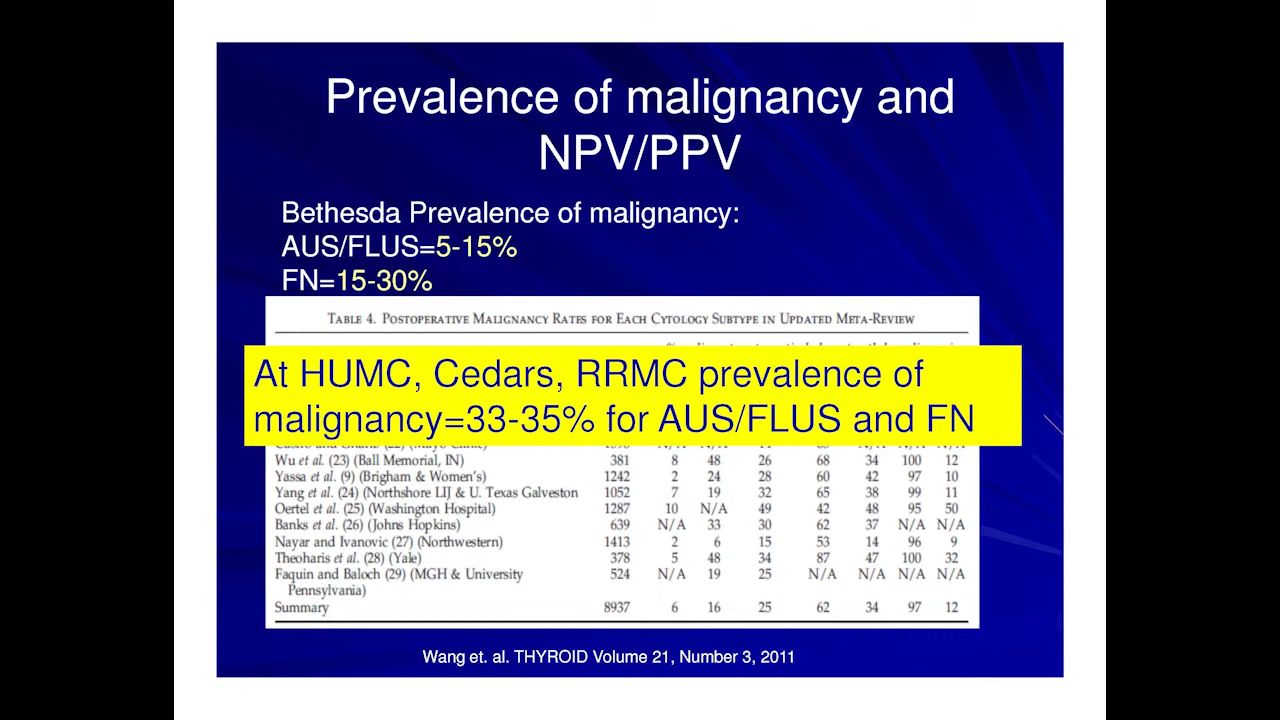 Prevalence of malignancy and
NPV/PPV
Bethesda Prevalence of malignancy:
AUS/FLUS=5-15%
FN=15-30%
Table 4. Postoperative Malignancy Rates for Each Cytology Subtype in Updated Meta-Review
At HUMC, Cedars, RRMC prevalence of
malignancy=33-35% for AUS/FLUS and FN
Wu et al. (23) (Ball Memorial, IN) 381 8 48 26 68 34 100 12
Yassa et al. (9) (Brigham & Women's) 1242 2 24 28 60 42 97 10
Yang et al. (24) (Northshore LIJ & U. Texas Galveston 1052 7 19 32 65 38 99 11
Oertel et al. (25) (Washington Hospital) 1287 10 N/A 49 42 48 95 50
Banks et al. (26) (Johns Hopkins) 639 N/A 33 30 62 37 N/A N/A
Nayar and Ivanovic (27) (Northwestern) 1413 2 6 15 53 14 96 9
Theoharis et al. (28) (Yale) 378 5 48 34 87 47 100 32
Faquin and Baloch (29) (MGH & University 524 N/A 19 25 N/A N/A N/A N/A
Pennsylvania)
Summary 8937 6 16 25 62 34 97 12
Wang et. al. THYROID Volume 21, Number 3, 2011